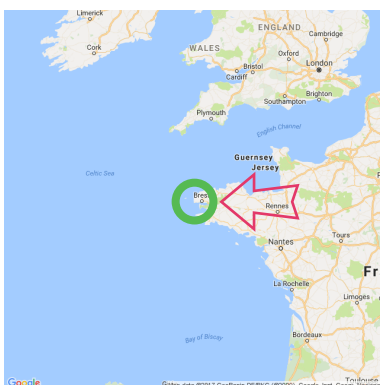 Limerick
ENGLAND
Cambridge
Cork
WALES
Oxford
Bristol
London
Cardiff
Brighton
Southampton
Plymouth
English Channel
Guernsey
Jersey
Celtic Sea
Rennes
Tours
Nantes
Fr
La Rochelle
Limoges
Bay of Biscay
Bordeaux
Toulouse
Google